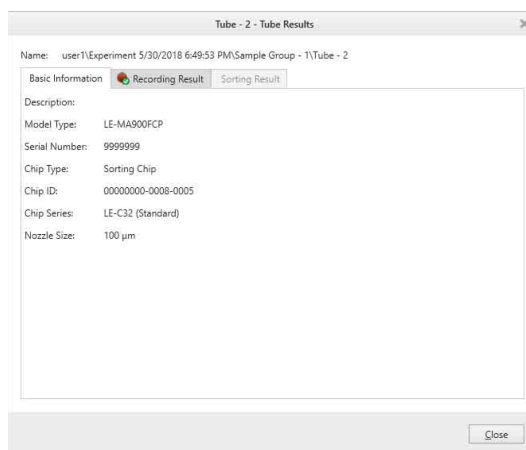 Tube - 2 - Tube Results
Name: user1\Experiment 5/30/2018 6:49:53 PM\Sample Group - 1\Tube - 2
Basic Information Recording Result Sorting Result
Description:
Model Type: LE-MA900FCP
Serial Number: 9999999
Chip Type: Sorting Chip
Chip ID: 00000000-0008-0005
Chip Series: LE-C32 (Standard)
Nozzle Size: 100 µm
Close